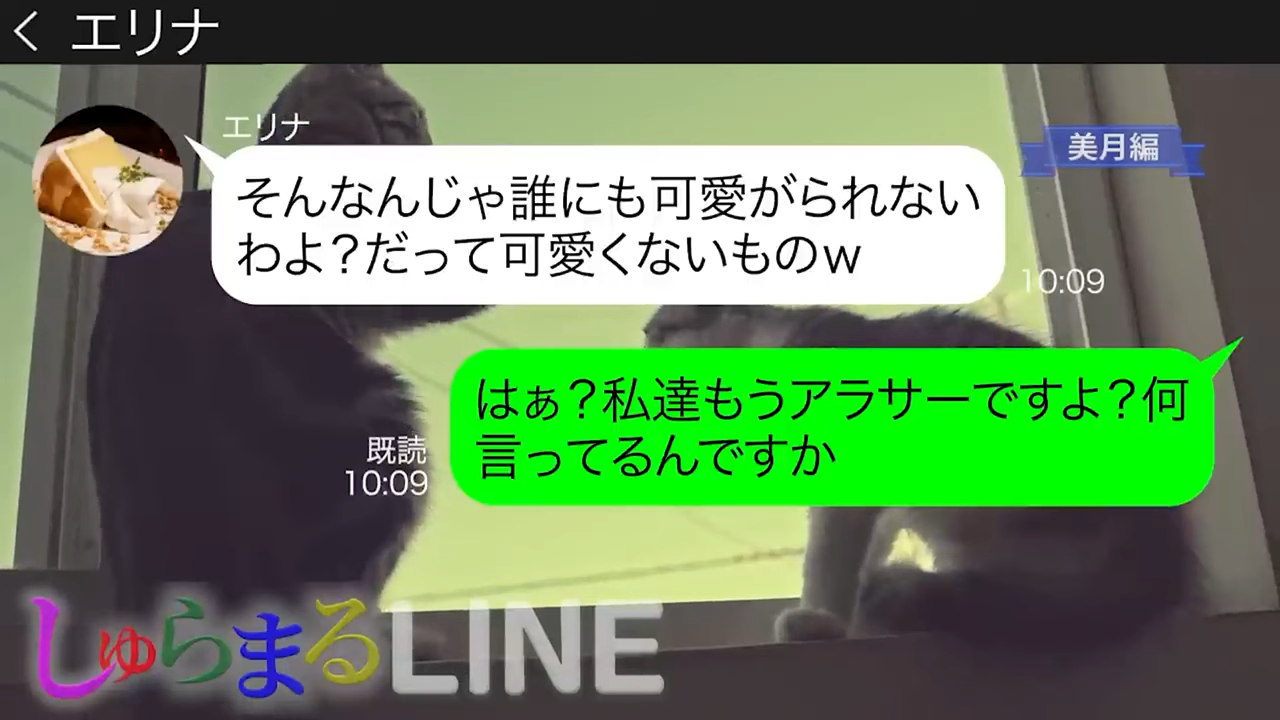 エリナ
エリナ
美月編
そんなんじゃ誰にも可愛がられない
わよ？だって可愛くないものｗ
10:09
はぁ？私達もうアラサーですよ？何
言ってるんですか
既読
10:09
しゅらまるLINE